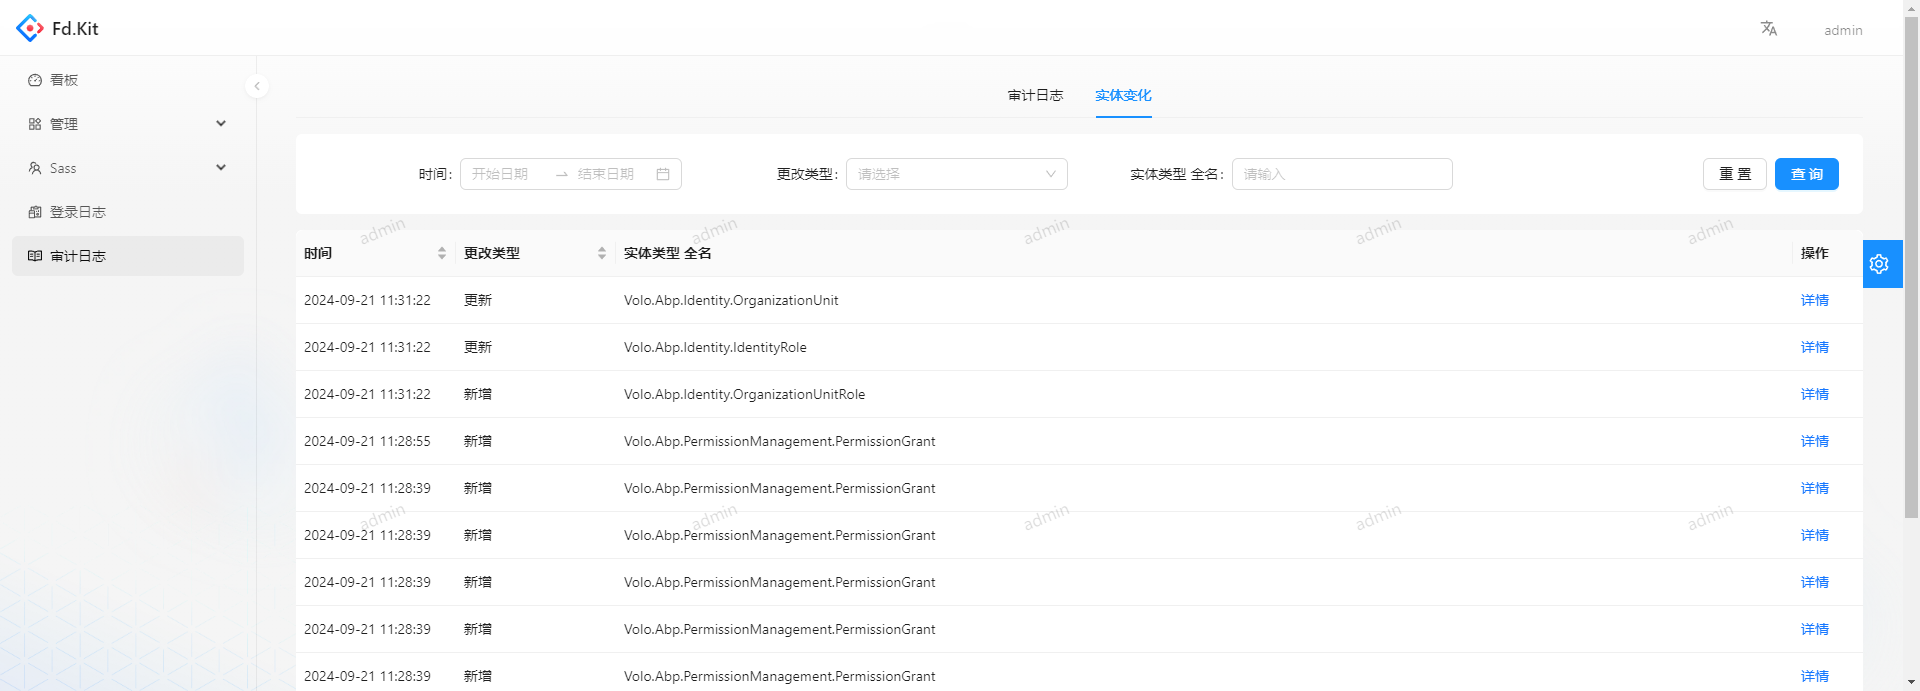 Fd.Kit
admin
看板
管理
Sass
登录日志
审计日志
审计日志 实体变化
时间: 开始日期 → 结束日期 更改类型: 请选择 实体类型 全名: 请输入 重 置 查 询
admin admin admin admin admin
时间 更改类型 实体类型 全名 操作
2024-09-21 11:31:22 更新 Volo.Abp.Identity.OrganizationUnit 详情
2024-09-21 11:31:22 更新 Volo.Abp.Identity.IdentityRole 详情
2024-09-21 11:31:22 新增 Volo.Abp.Identity.OrganizationUnitRole 详情
2024-09-21 11:28:55 新增 Volo.Abp.PermissionManagement.PermissionGrant 详情
2024-09-21 11:28:39 新增 Volo.Abp.PermissionManagement.PermissionGrant 详情
admin admin admin admin admin
2024-09-21 11:28:39 新增 Volo.Abp.PermissionManagement.PermissionGrant 详情
2024-09-21 11:28:39 新增 Volo.Abp.PermissionManagement.PermissionGrant 详情
2024-09-21 11:28:39 新增 Volo.Abp.PermissionManagement.PermissionGrant 详情
2024-09-21 11:28:39 新增 Volo.Abp.PermissionManagement.PermissionGrant 详情